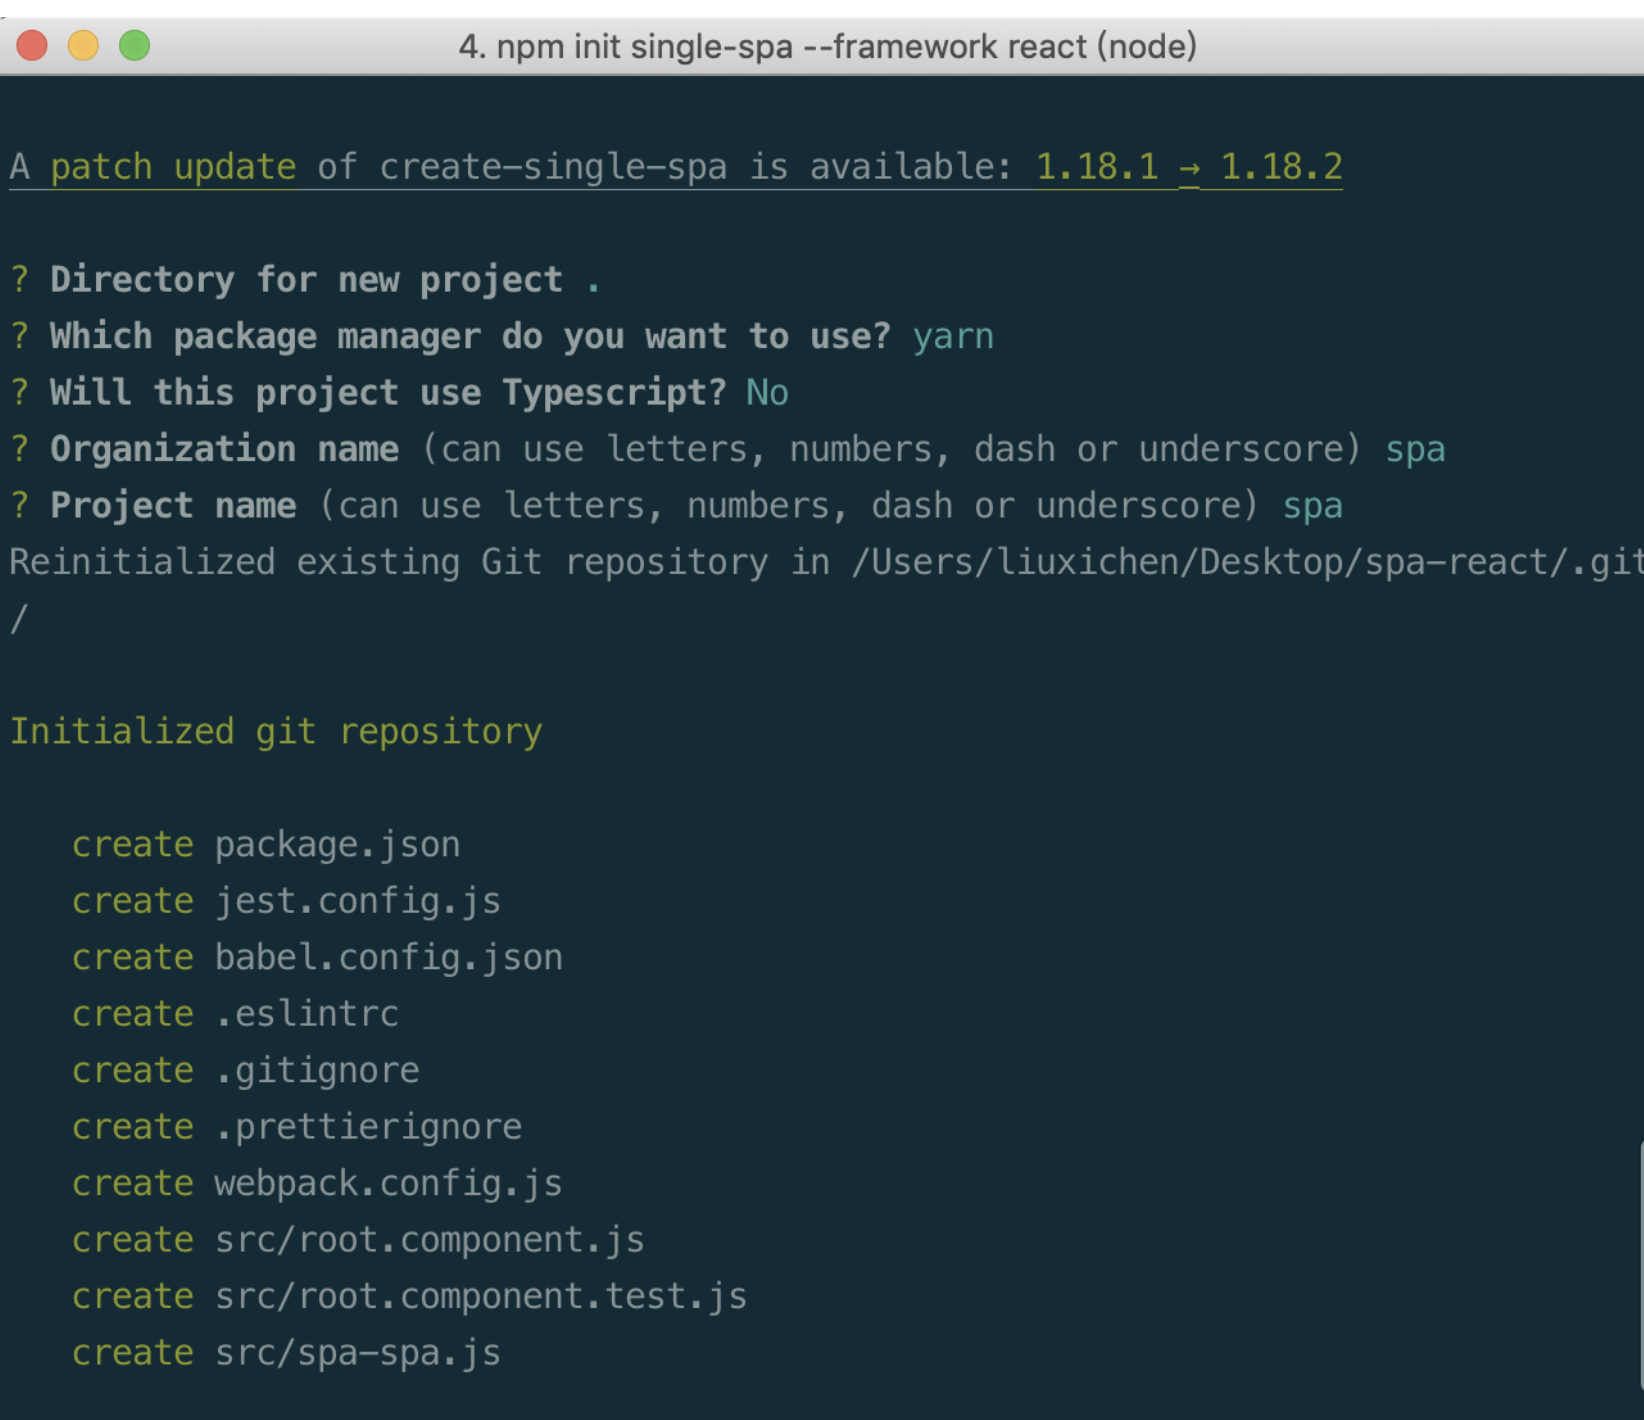 4. npm init single-spa --framework react (node)
A patch update of create-single-spa is available: 1.18.1 → 1.18.2
? Directory for new project .
? Which package manager do you want to use? yarn
? Will this project use Typescript? No
? Organization name (can use letters, numbers, dash or underscore) spa
? Project name (can use letters, numbers, dash or underscore) spa
Reinitialized existing Git repository in /Users/liuxichen/Desktop/spa-react/.git
/
Initialized git repository
create package.json
create jest.config.js
create babel.config.json
create .eslintrc
create .gitignore
create .prettierignore
create webpack.config.js
create src/root.component.js
create src/root.component.test.js
create src/spa-spa.js